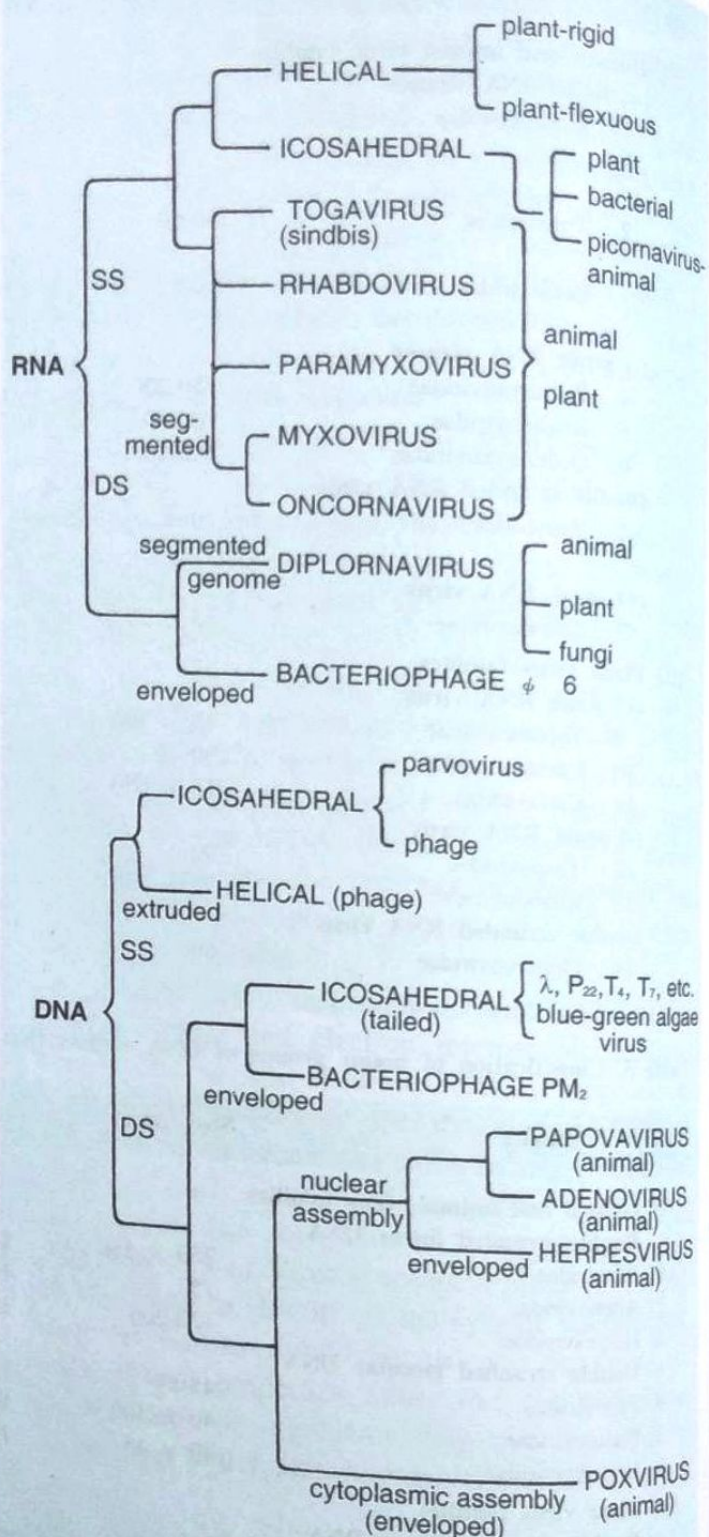 plant-rigid
HELICAL
plant-flexuous
ICOSAHEDRAL
plant
bacterial
picornavirus-
animal
TOGAVIRUS
(sindbis)
SS
RHABDOVIRUS
RNA
PARAMYXOVIRUS
animal
plant
seg-
mented
MYXOVIRUS
DS
ONCORNAVIRUS
segmented
genome
DIPLORNAVIRUS
animal
plant
fungi
enveloped
BACTERIOPHAGE ϕ 6
ICOSAHEDRAL
parvovirus
phage
HELICAL (phage)
extruded
SS
DNA
ICOSAHEDRAL
(tailed)
λ, P₂₂,T₄, T₇, etc.
blue-green algae
virus
BACTERIOPHAGE PM₂
enveloped
DS
nuclear
assembly
PAPOVAVIRUS
(animal)
ADENOVIRUS
(animal)
enveloped
HERPESVIRUS
(animal)
cytoplasmic assembly
(enveloped)
POXVIRUS
(animal)